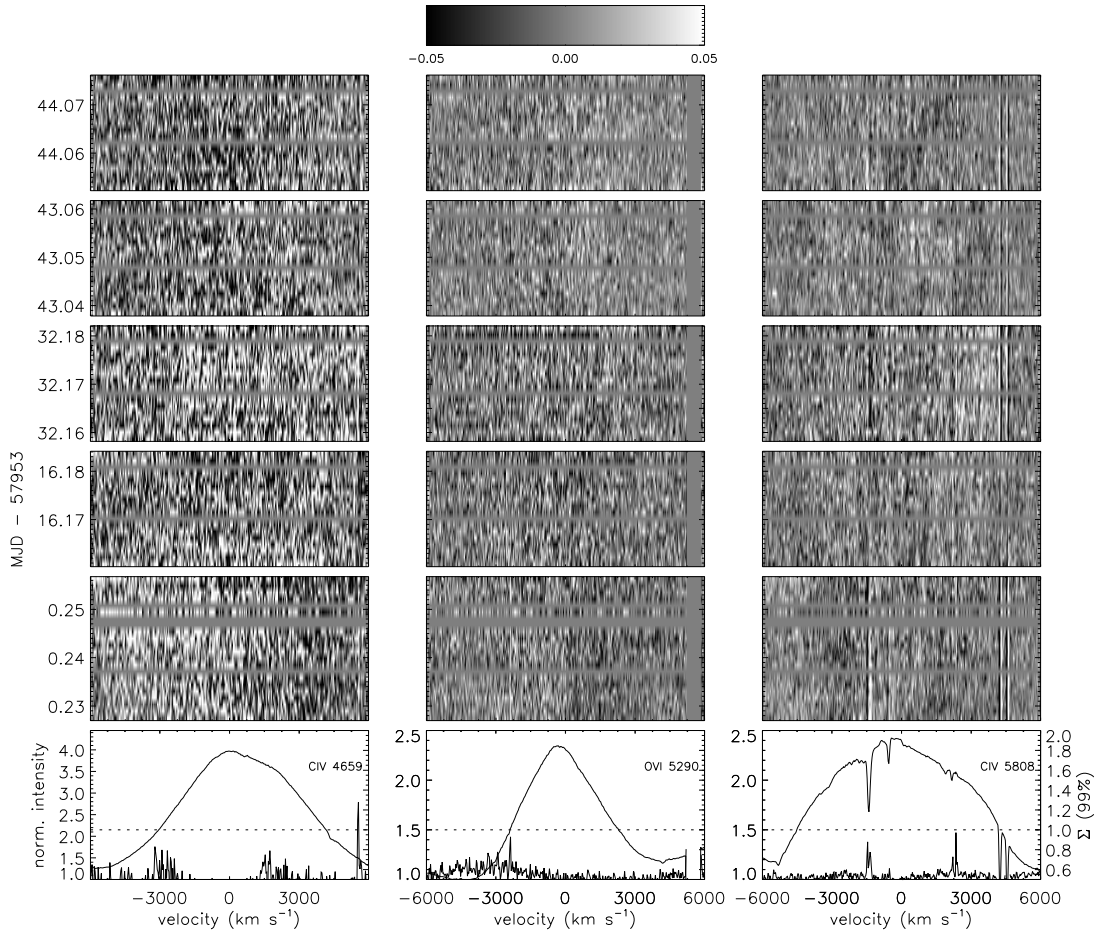 -0.05 0.00 0.05
44.07
44.06
43.06
43.05
43.04
32.18
32.17
32.16
MJD - 57953
16.18
16.17
0.25
0.24
0.23
norm. intensity
4.0
3.5
3.0
2.5
2.0
1.5
1.0
CIV 4659
2.5
2.0
1.5
1.0
OVI 5290
2.5
2.0
1.5
1.0
CIV 5808
2.0
1.8
1.6
1.4
1.2
1.0
0.8
0.6
Σ (99%)
-3000 0 3000
-6000 -3000 0 3000
-6000 -3000 0 3000 6000
velocity (km s⁻¹)
velocity (km s⁻¹)
velocity (km s⁻¹)